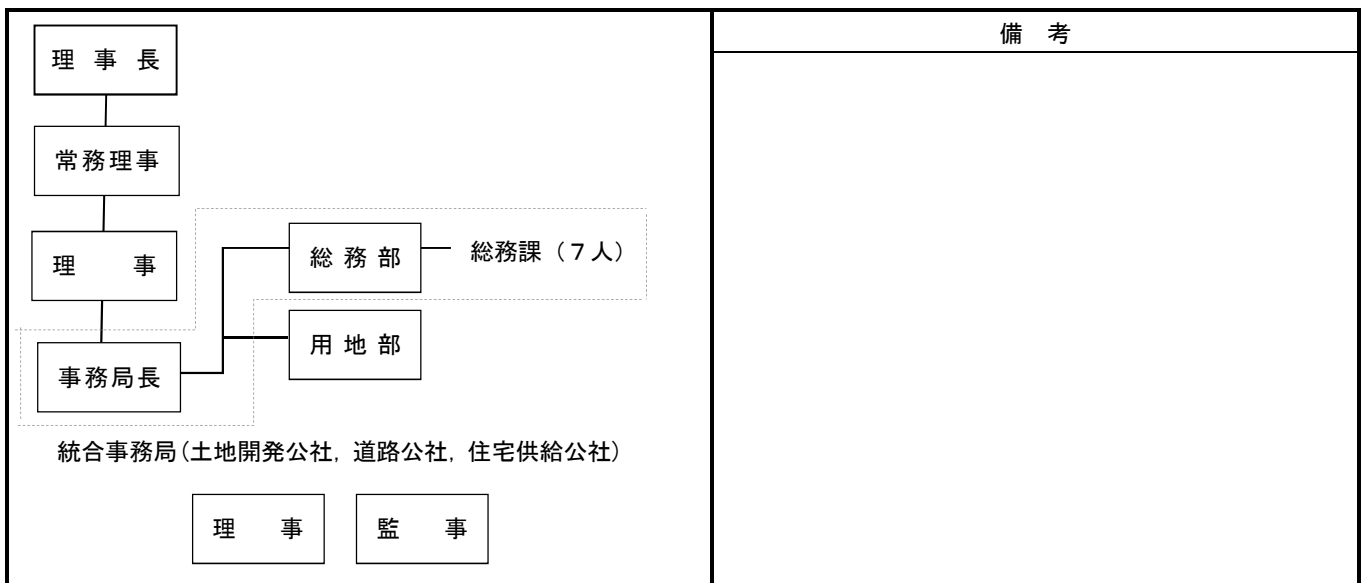 理事長
備考
常務理事
理事
総務部
総務課（７人）
用地部
事務局長
統合事務局(土地開発公社, 道路公社, 住宅供給公社)
理事
監事